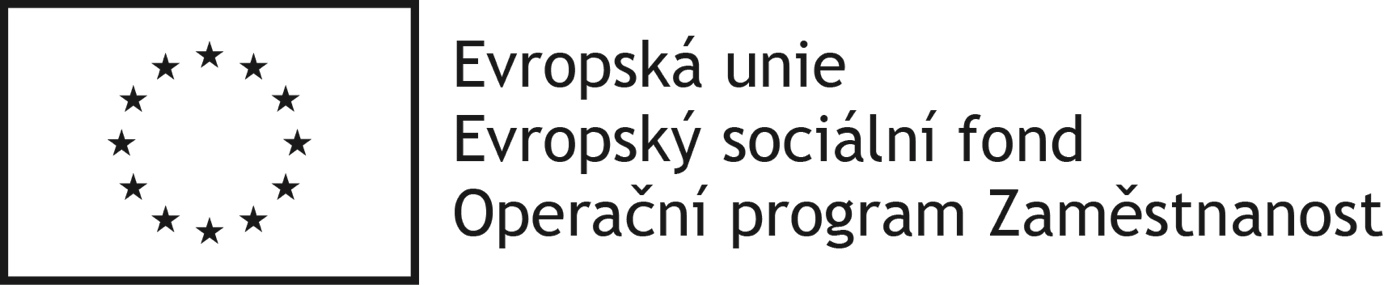 Evropská unie
Evropský sociální fond
Operační program Zaměstnanost